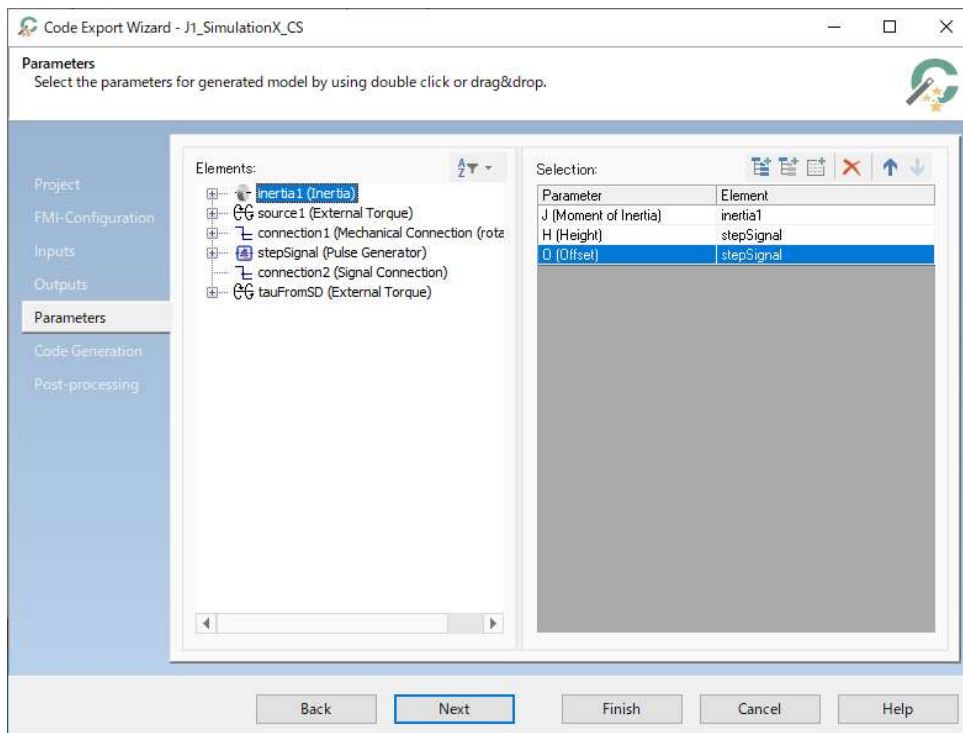 Code Export Wizard - J1_SimulationX_CS
Parameters
Select the parameters for generated model by using double click or drag&drop.
Project
FMI-Configuration
Inputs
Outputs
Parameters
Code Generation
Post-processing
Elements:
inertia1 (Inertia)
source1 (External Torque)
connection1 (Mechanical Connection (rota
stepSignal (Pulse Generator)
connection2 (Signal Connection)
tauFromSD (External Torque)
Selection:
Parameter Element
J (Moment of Inertia) inertia1
H (Height) stepSignal
O (Offset) stepSignal
Back Next Finish Cancel Help